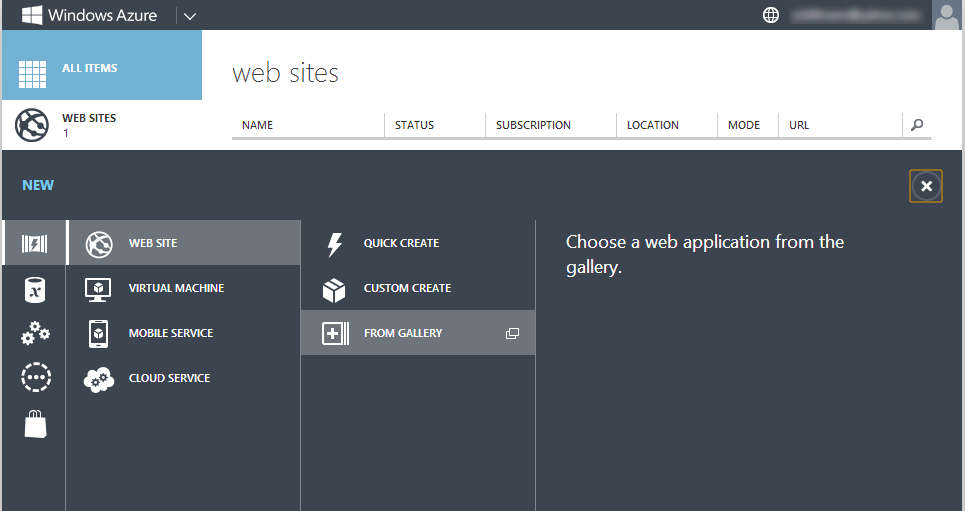 Windows Azure
ALL ITEMS
WEB SITES
1
web sites
NAME STATUS SUBSCRIPTION LOCATION MODE URL
NEW
WEB SITE
VIRTUAL MACHINE
MOBILE SERVICE
CLOUD SERVICE
QUICK CREATE
CUSTOM CREATE
FROM GALLERY
Choose a web application from the
gallery.